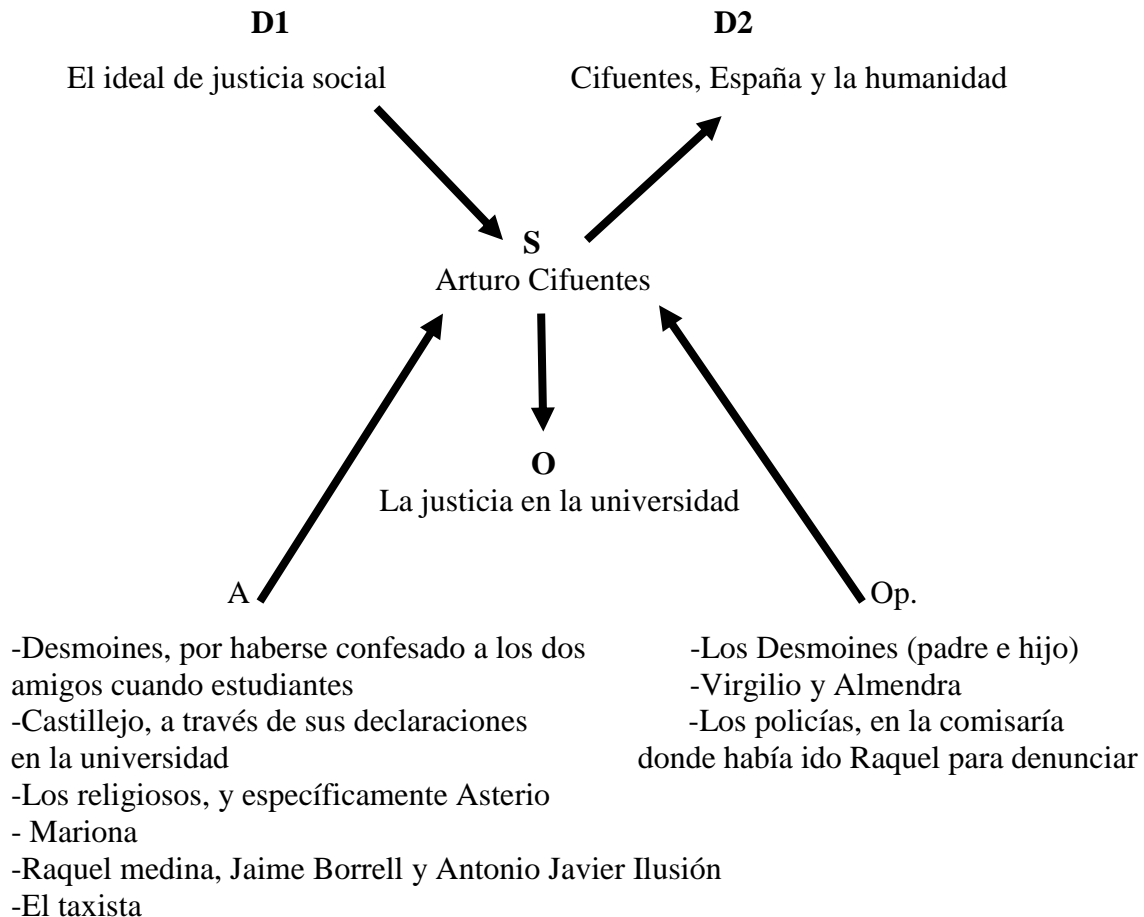 D1 D2
El ideal de justicia social Cifuentes, España y la humanidad
S
Arturo Cifuentes
O
La justicia en la universidad
A Op.
-Desmoines, por haberse confesado a los dos
amigos cuando estudiantes
-Castillejo, a través de sus declaraciones
en la universidad
-Los religiosos, y específicamente Asterio
- Mariona
-Raquel medina, Jaime Borrell y Antonio Javier Ilusión
-El taxista
-Los Desmoines (padre e hijo)
-Virgilio y Almendra
-Los policías, en la comisaría
donde había ido Raquel para denunciar